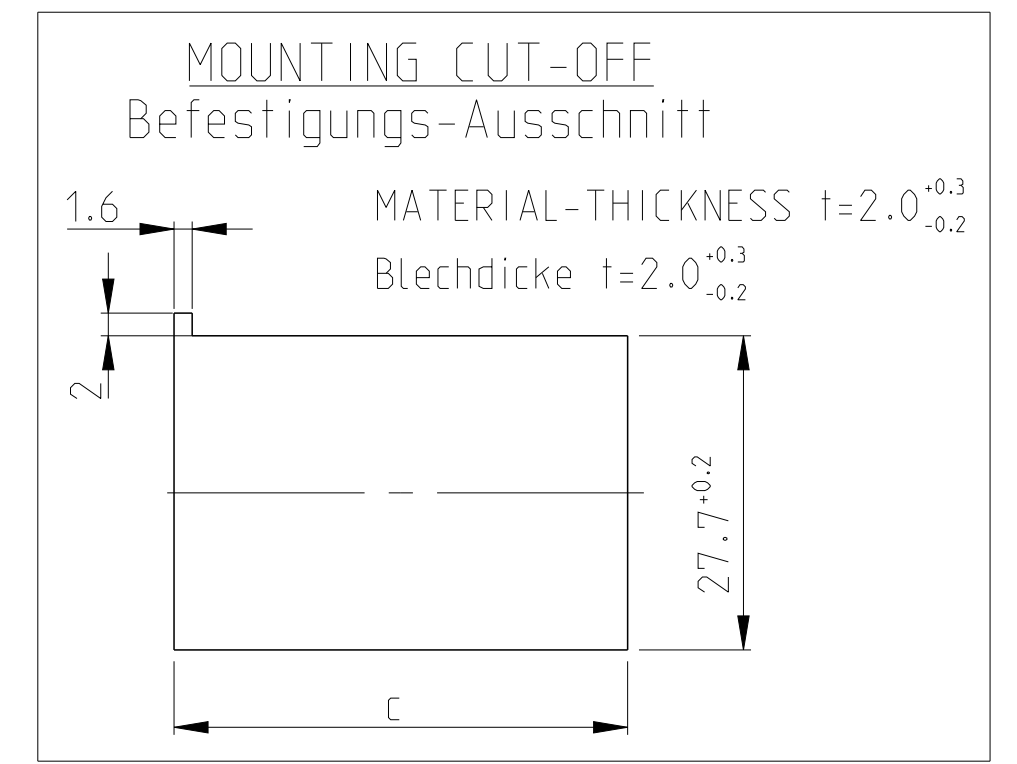 MOUNTING CUT-OFF
Befestigungs-Ausschnitt
1.6
MATERIAL-THICKNESS t=2.0 +0.3 -0.2
Blechdicke t=2.0 +0.3 -0.2
2
27.7 +0.2
C